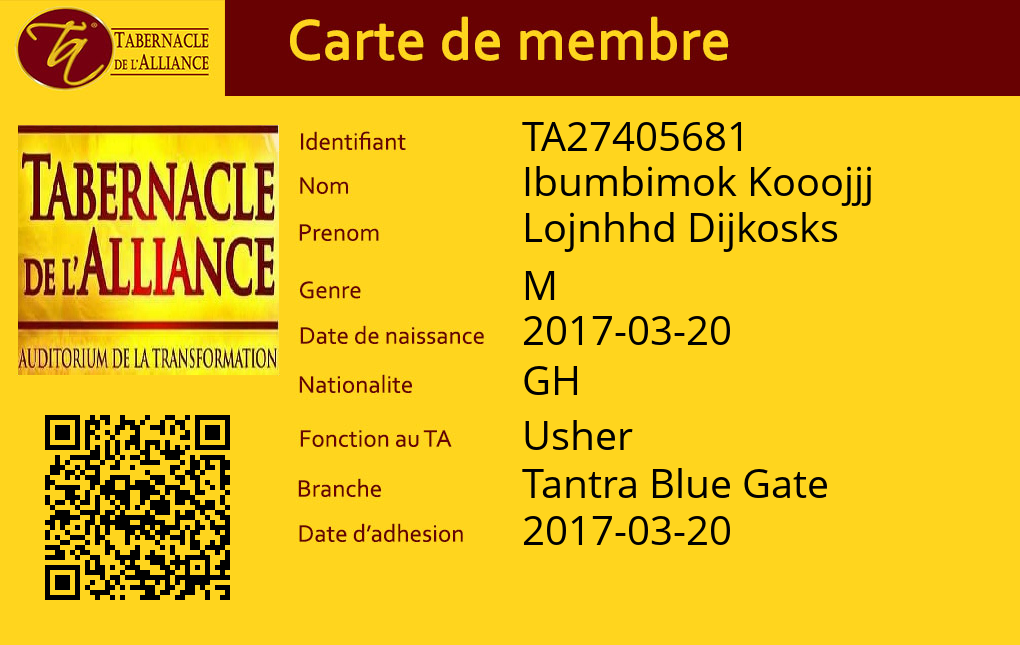 Ta®
TABERNACLE
DE L'ALLIANCE
Carte de membre
TABERNACLE
DE L'ALLIANCE
AUDITORIUM DE LA TRANSFORMATION
Identifiant TA27405681
Nom Ibumbimok Kooojjj
Prenom Lojnhhd Dijkosks
Genre M
Date de naissance 2017-03-20
Nationalite GH
Fonction au TA Usher
Branche Tantra Blue Gate
Date d'adhesion 2017-03-20